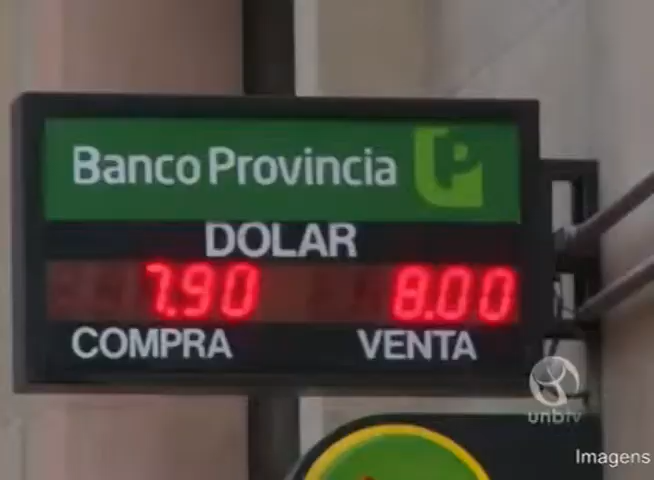 Banco Provincia
DOLAR
7.90 8.00
COMPRA VENTA
unbtv
Imagens